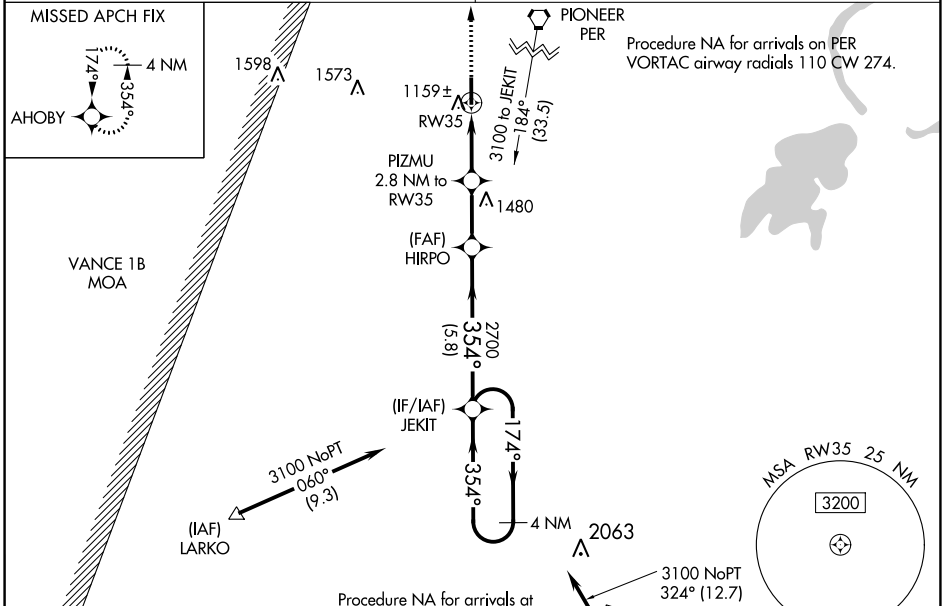 MISSED APCH FIX
174°
354°
4 NM
AHOBY
1598
1573
1159±
RW35
PIONEER
PER
3100 to JEKIT
184°
(33.5)
Procedure NA for arrivals on PER
VORTAC airway radials 110 CW 274.
PIZMU
2.8 NM to
RW35
1480
(FAF)
HIRPO
VANCE 1B
MOA
2700
354°
(5.8)
(IF/IAF)
JEKIT
174°
354°
4 NM
3100 NoPT
060°
(9.3)
(IAF)
LARKO
2063
MSA RW35 25 NM
3200
3100 NoPT
324° (12.7)
Procedure NA for arrivals at